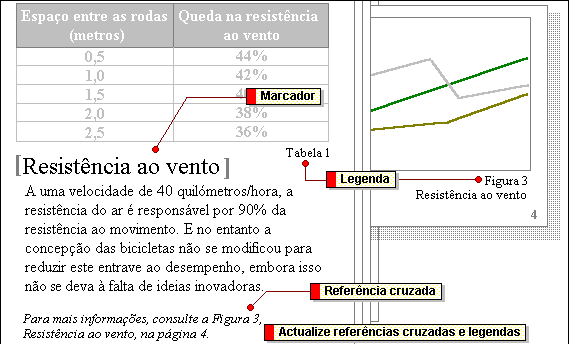 Espaço entre as rodas Queda na resistência
(metros) ao vento
0,5 44%
1,0 42%
1,5
2,0 38%
2,5 36%
Marcador
Resistência ao vento
Tabela 1
Legenda
Figura 3
Resistência ao vento
4
A uma velocidade de 40 quilómetros/hora, a
resistência do ar é responsável por 90% da
resistência ao movimento. E no entanto a
concepção das bicicletas não se modificou para
reduzir este entrave ao desempenho, embora isso
não se deva à falta de ideias inovadoras.
Referência cruzada
Para mais informações, consulte a Figura 3,
Resistência ao vento, na página 4.
Actualize referências cruzadas e legendas